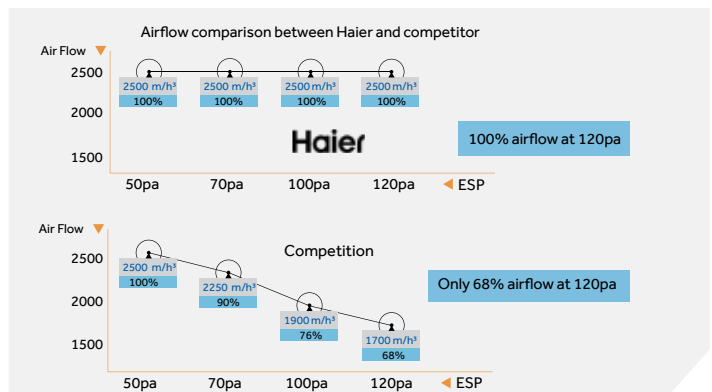 Airflow comparison between Haier and competitor
Air Flow
2500
2500 m/h³ 2500 m/h³ 2500 m/h³ 2500 m/h³
100% 100% 100% 100%
2000
Haier
100% airflow at 120pa
1500
50pa 70pa 100pa 120pa ESP
Air Flow
Competition
2500
2500 m/h³
100%
2250 m/h³
90%
Only 68% airflow at 120pa
2000
1900 m/h³
76%
1700 m/h³
68%
1500
50pa 70pa 100pa 120pa ESP